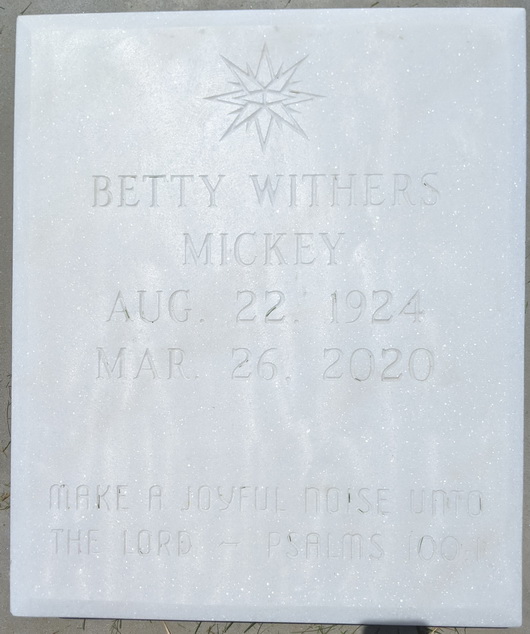 BETTY WITHERS
MICKEY
AUG. 22. 1924
MAR. 26. 2020
MAKE A JOYFUL NOISE UNTO
THE LORD – PSALMS 100:1